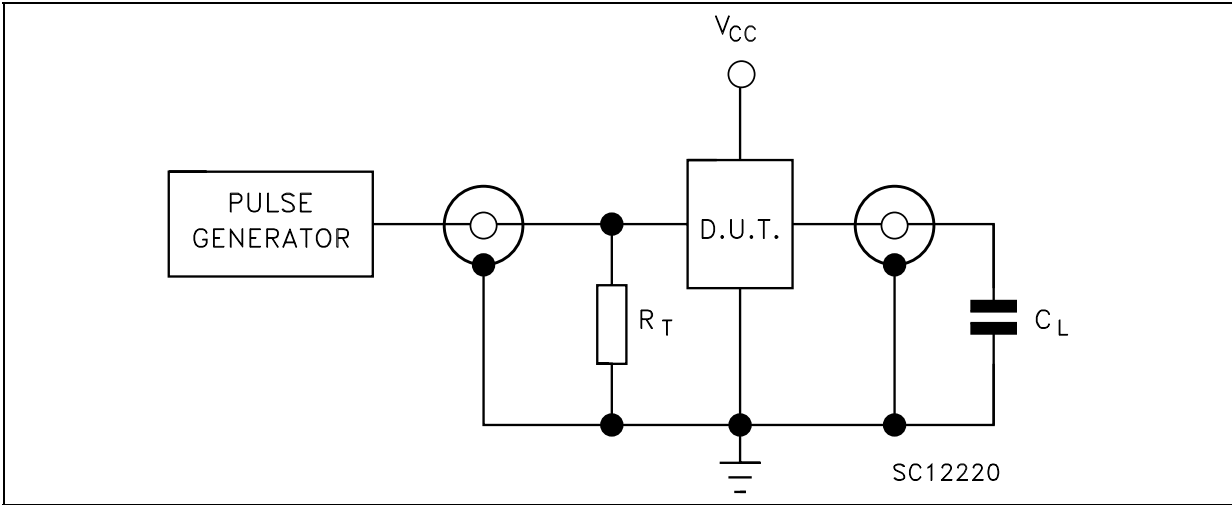 VCC
PULSE
GENERATOR
D.U.T.
RT
CL
SC12220